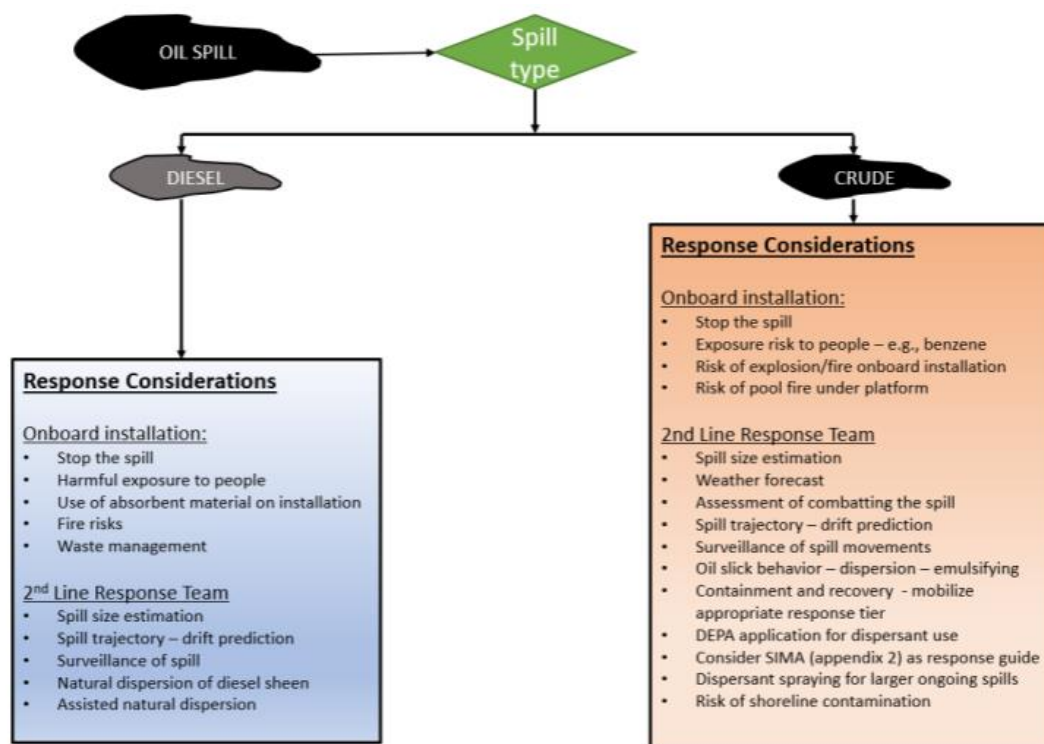 OIL SPILL
Spill
type
DIESEL
CRUDE
Response Considerations
Onboard installation:
• Stop the spill
• Harmful exposure to people
• Use of absorbent material on installation
• Fire risks
• Waste management
2nd Line Response Team
• Spill size estimation
• Spill trajectory – drift prediction
• Surveillance of spill
• Natural dispersion of diesel sheen
• Assisted natural dispersion
Response Considerations
Onboard installation:
• Stop the spill
• Exposure risk to people – e.g., benzene
• Risk of explosion/fire onboard installation
• Risk of pool fire under platform
2nd Line Response Team
• Spill size estimation
• Weather forecast
• Assessment of combatting the spill
• Spill trajectory – drift prediction
• Surveillance of spill movements
• Oil slick behavior – dispersion – emulsifying
• Containment and recovery - mobilize
appropriate response tier
• DEPA application for dispersant use
• Consider SIMA (appendix 2) as response guide
• Dispersant spraying for larger ongoing spills
• Risk of shoreline contamination